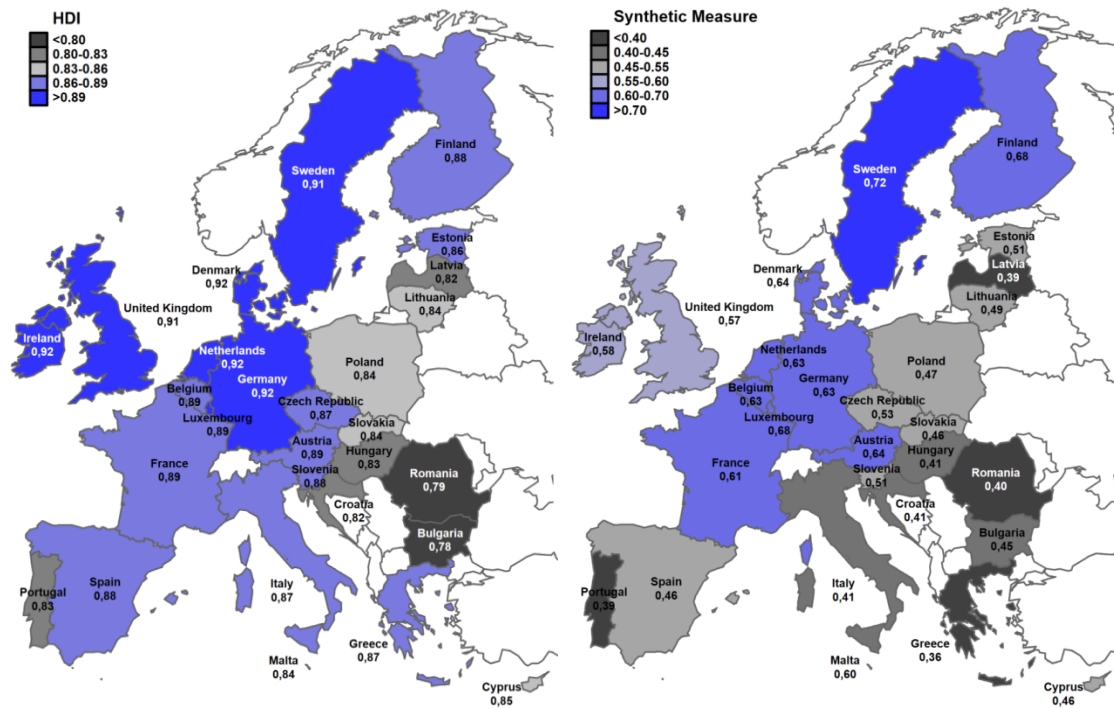 HDI
<0.80
0.80-0.83
0.83-0.86
0.86-0.89
>0.89
Finland
0,88
Sweden
0,91
Estonia
0,86
Latvia
0,82
Lithuania
0,84
Denmark
0,92
United Kingdom
0,91
Ireland
0,92
Netherlands
0,92
Germany
0,92
Poland
0,84
Belgium
0,89
Czech Republic
0,87
Luxembourg
0,89
Slovakia
0,84
Austria
0,89
Hungary
0,83
France
0,89
Slovenia
0,88
Romania
0,79
Croatia
0,82
Bulgaria
0,78
Spain
0,88
Portugal
0,83
Italy
0,87
Greece
0,87
Malta
0,84
Cyprus
0,85
Synthetic Measure
<0.40
0.40-0.45
0.45-0.55
0.55-0.60
0.60-0.70
>0.70
Finland
0,68
Sweden
0,72
Estonia
0,51
Latvia
0,39
Lithuania
0,49
Denmark
0,64
United Kingdom
0,57
Ireland
0,58
Netherlands
0,63
Germany
0,63
Poland
0,47
Belgium
0,63
Czech Republic
0,53
Luxembourg
0,68
Slovakia
0,46
Austria
0,64
Hungary
0,41
France
0,61
Slovenia
0,51
Romania
0,40
Croatia
0,41
Bulgaria
0,45
Spain
0,46
Portugal
0,39
Italy
0,41
Greece
0,36
Malta
0,60
Cyprus
0,46